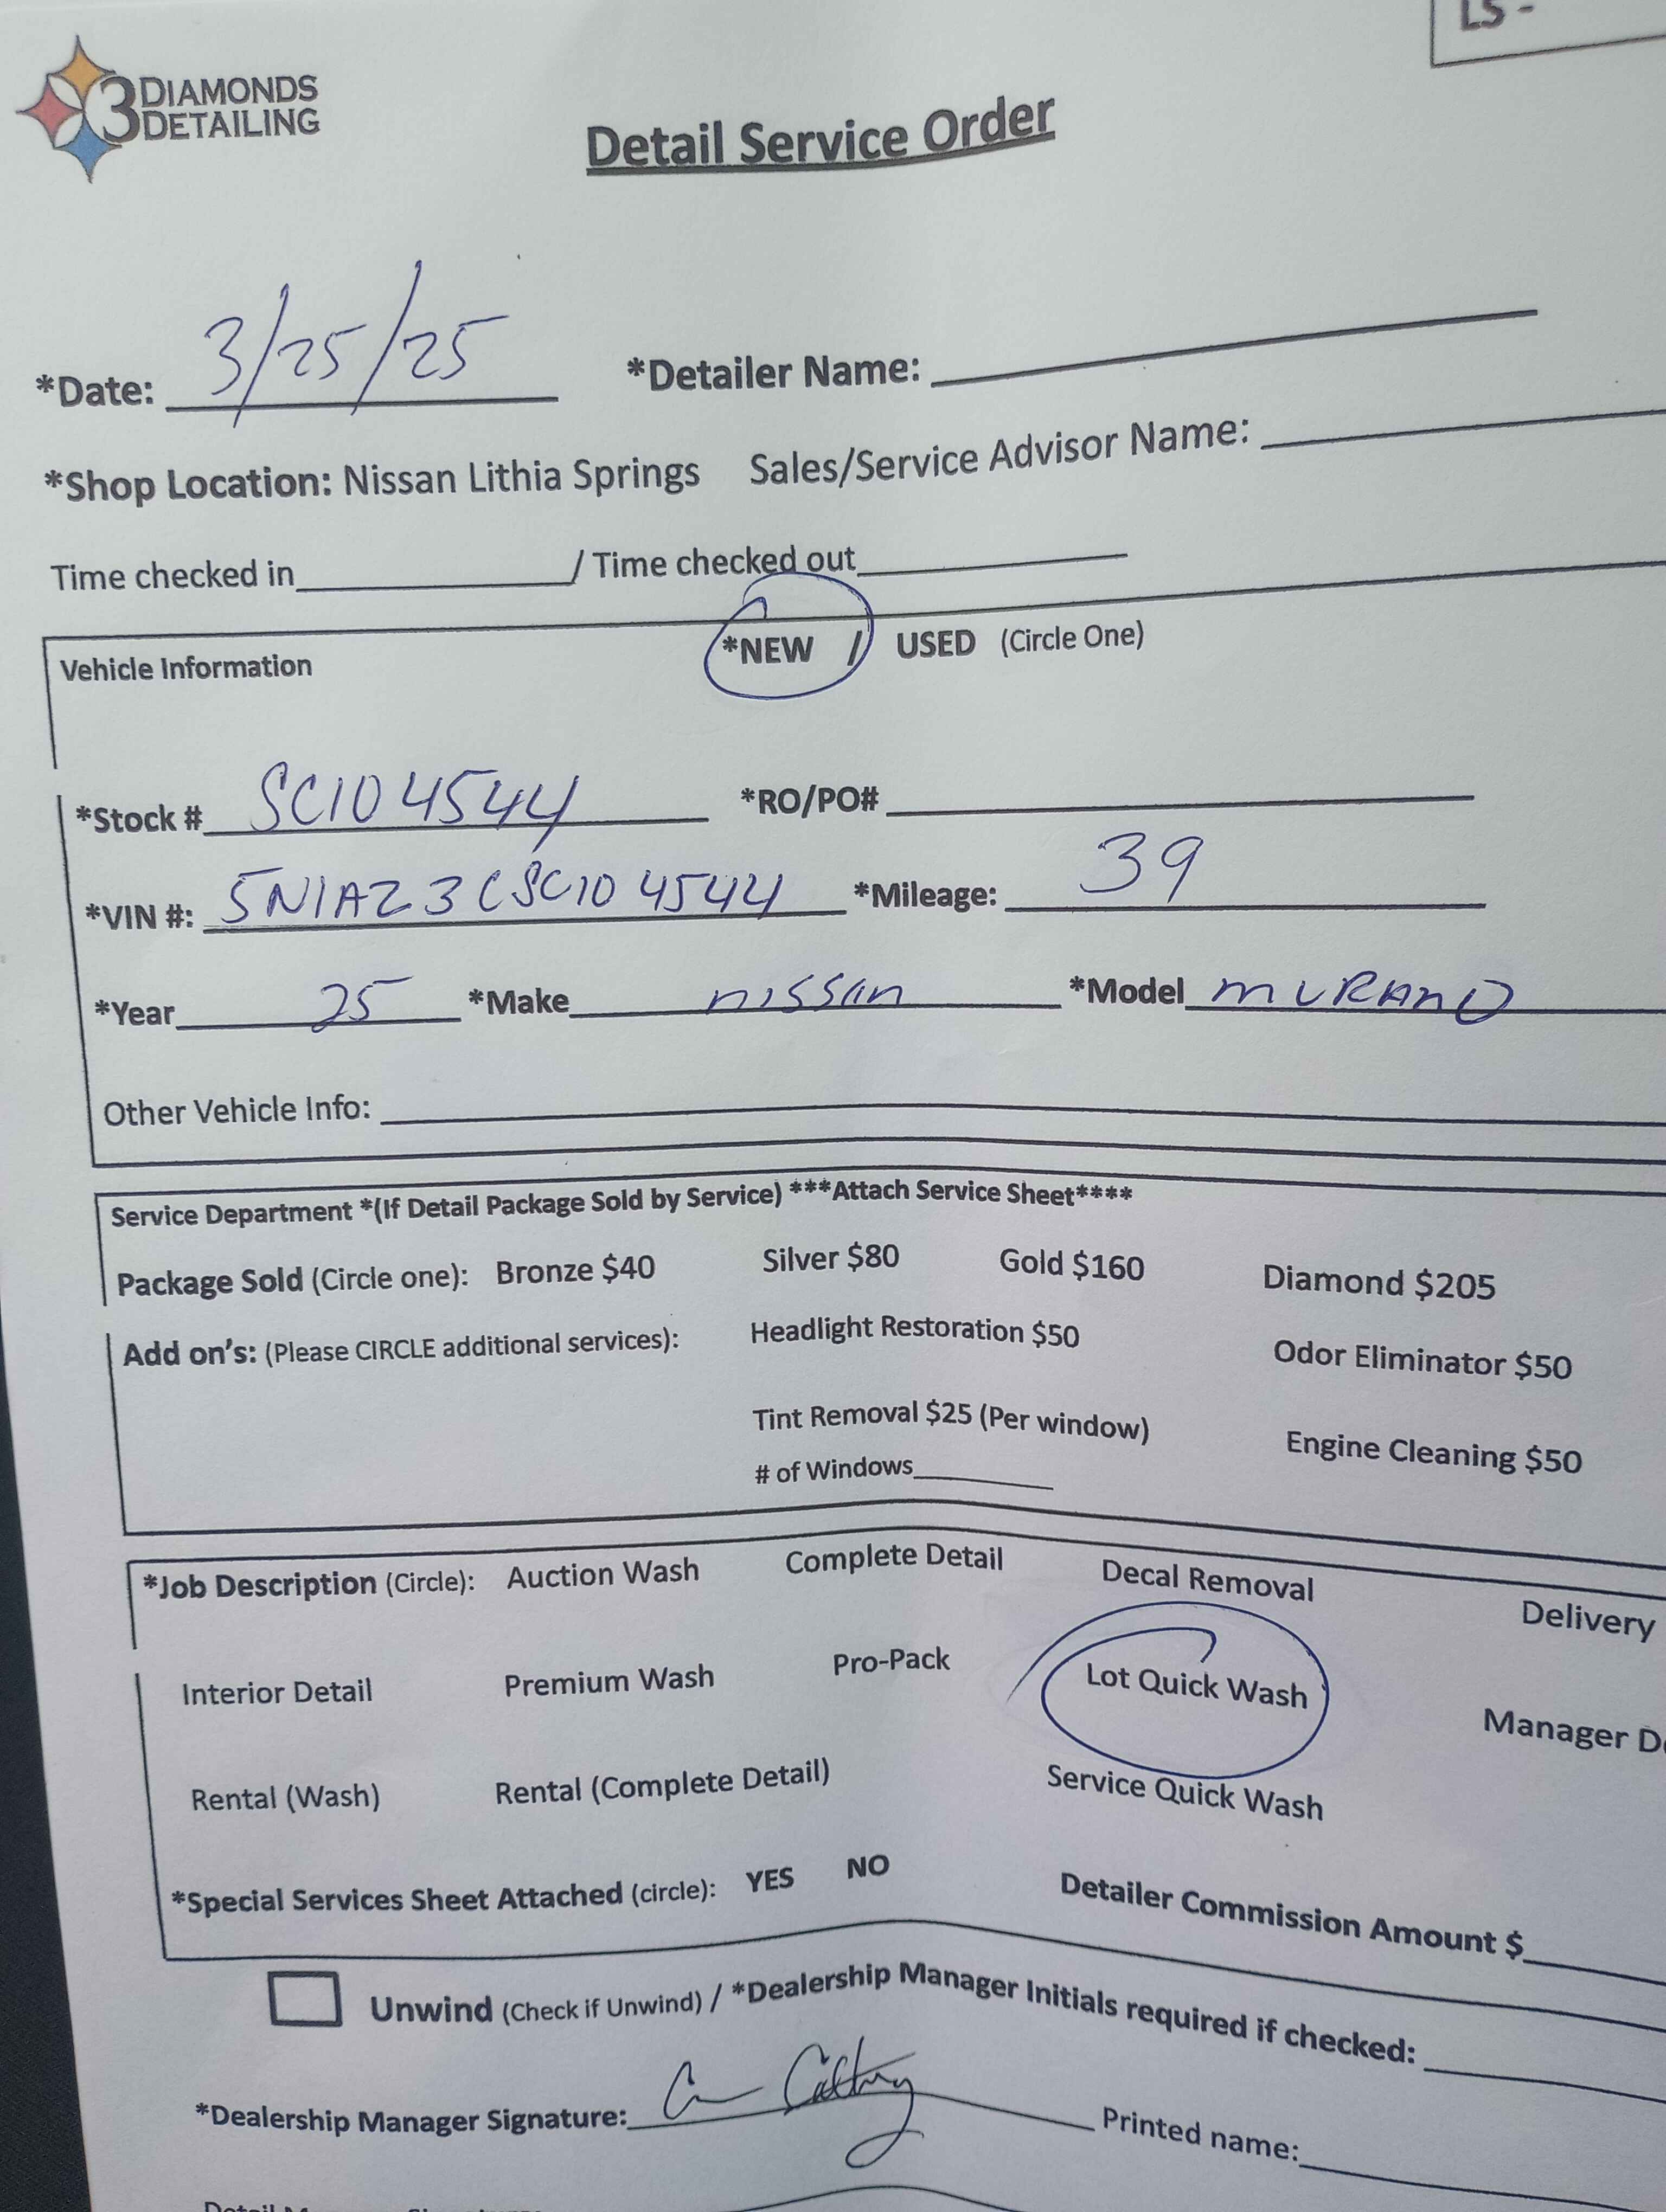 LS -
3 DIAMONDS
DETAILING
Detail Service Order
*Date: 3/25/25 *Detailer Name:
*Shop Location: Nissan Lithia Springs Sales/Service Advisor Name:
Time checked in / Time checked out
Vehicle Information *NEW / USED (Circle One)
*Stock # SC104544 *RO/PO#
*VIN #: 5N1AZ3CSC104544 *Mileage: 39
*Year 25 *Make nissan *Model mURAnO
Other Vehicle Info:
Service Department *(If Detail Package Sold by Service) ***Attach Service Sheet****
Package Sold (Circle one): Bronze $40 Silver $80 Gold $160 Diamond $205
Add on's: (Please CIRCLE additional services): Headlight Restoration $50 Odor Eliminator $50
Tint Removal $25 (Per window) Engine Cleaning $50
# of Windows
*Job Description (Circle): Auction Wash Complete Detail Decal Removal Delivery
Interior Detail Premium Wash Pro-Pack Lot Quick Wash Manager
Rental (Wash) Rental (Complete Detail) Service Quick Wash
*Special Services Sheet Attached (circle): YES NO Detailer Commission Amount $
Unwind (Check if Unwind) / *Dealership Manager Initials required if checked:
*Dealership Manager Signature: Printed name: